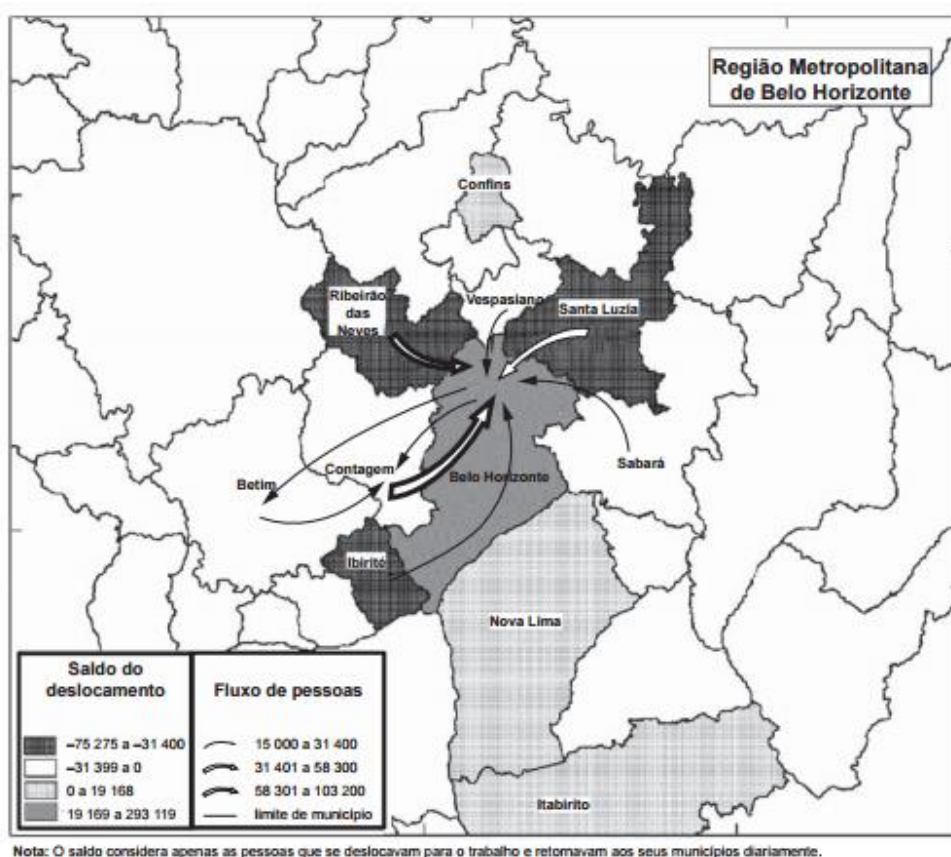 Região Metropolitana
de Belo Horizonte
Confins
Ribeirão
das
Neves
Vespasiano
Santa Luzia
Contagem
Betim
Belo Horizonte
Sabará
Ibirité
Nova Lima
Itabirito
Saldo do
deslocamento
–75 275 a –31 400
–31 399 a 0
0 a 19 168
19 169 a 293 119
Fluxo de pessoas
15 000 a 31 400
31 401 a 58 300
58 301 a 103 200
limite de município
Nota: O saldo considera apenas as pessoas que se deslocavam para o trabalho e retornavam aos seus municípios diariamente.